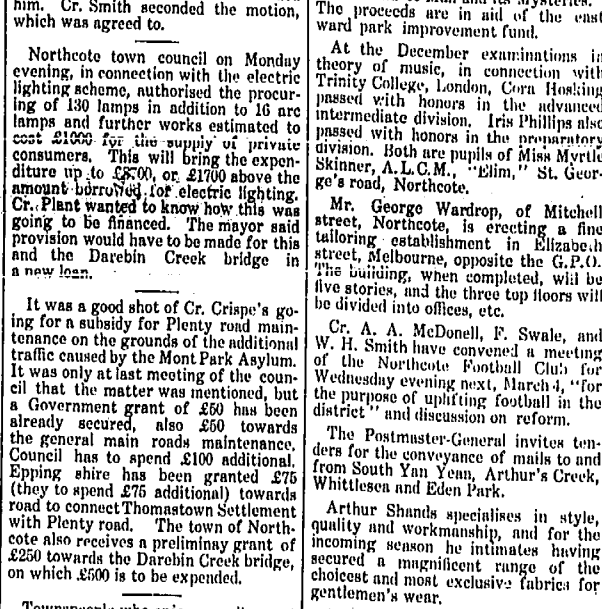 him. Cr. Smith seconded the motion,
which was agreed to.
Northcote town council on Monday
evening, in connection with the electric
lighting scheme, authorised the procur-
ing of 130 lamps in addition to 16 arc
lamps and further works estimated to
cost £1000 for the supply of private
consumers. This will bring the expen-
diture up to or £1700 above the
amount borrowed for electric lighting.
Cr. Plant wanted to know how this was
going to be financed. The mayor said
provision would have to be made for this
and the Darebin Creek bridge in
a new loan.
It was a good shot of Cr. Crispe's go-
ing for a subsidy for Plenty road main-
tenance on the grounds of the additional
traffic caused by the Mont Park Asylum.
It was only at last meeting of the coun-
cil that the matter was mentioned, but
a Government grant of £50 has been
already secured, also £50 towards
the general main roads maintenance.
Council has to spend £100 additional.
Epping shire has been granted £75
(they to spend £75 additional) towards
road to connect Thomastown Settlement
with Plenty road. The town of North-
cote also receives a preliminay grant of
£250 towards the Darebin Creek bridge,
on which £500 is to be expended.
The proceeds are in aid of the east
ward park improvement fund.
At the December examinations in
theory of music, in connection with
Trinity College, London, Cora Hosking
passed with honors in the advanced
intermediate division. Iris Phillips also
passed with honors in the preparatory
division. Both are pupils of Miss Myrtle
Skinner, A.L.C.M., "Elim," St. Geor-
ge's road, Northcote.
Mr. George Wardrop, of Mitchell
street, Northcote, is erecting a fine
tailoring establishment in Elizabeth
street, Melbourne, opposite the G.P.O.
The building, when completed, will be
five stories, and the three top floors will
be divided into offices, etc.
Cr. A. A. McDonell, F. Swale, and
W. H. Smith have convened a meeting
of the Northcote Football Club for
Wednesday evening next, March 4, "for
the purpose of uplifting football in the
district" and discussion on reform.
The Postmaster-General invites ten-
ders for the conveyance of mails to and
from South Yan Yean, Arthur's Creek,
Whittlesea and Eden Park.
Arthur Shands specialises in style,
quality and workmanship, and for the
incoming season he intimates having
secured a magnificent range of the
choicest and most exclusive fabrics for
gentlemen's wear.